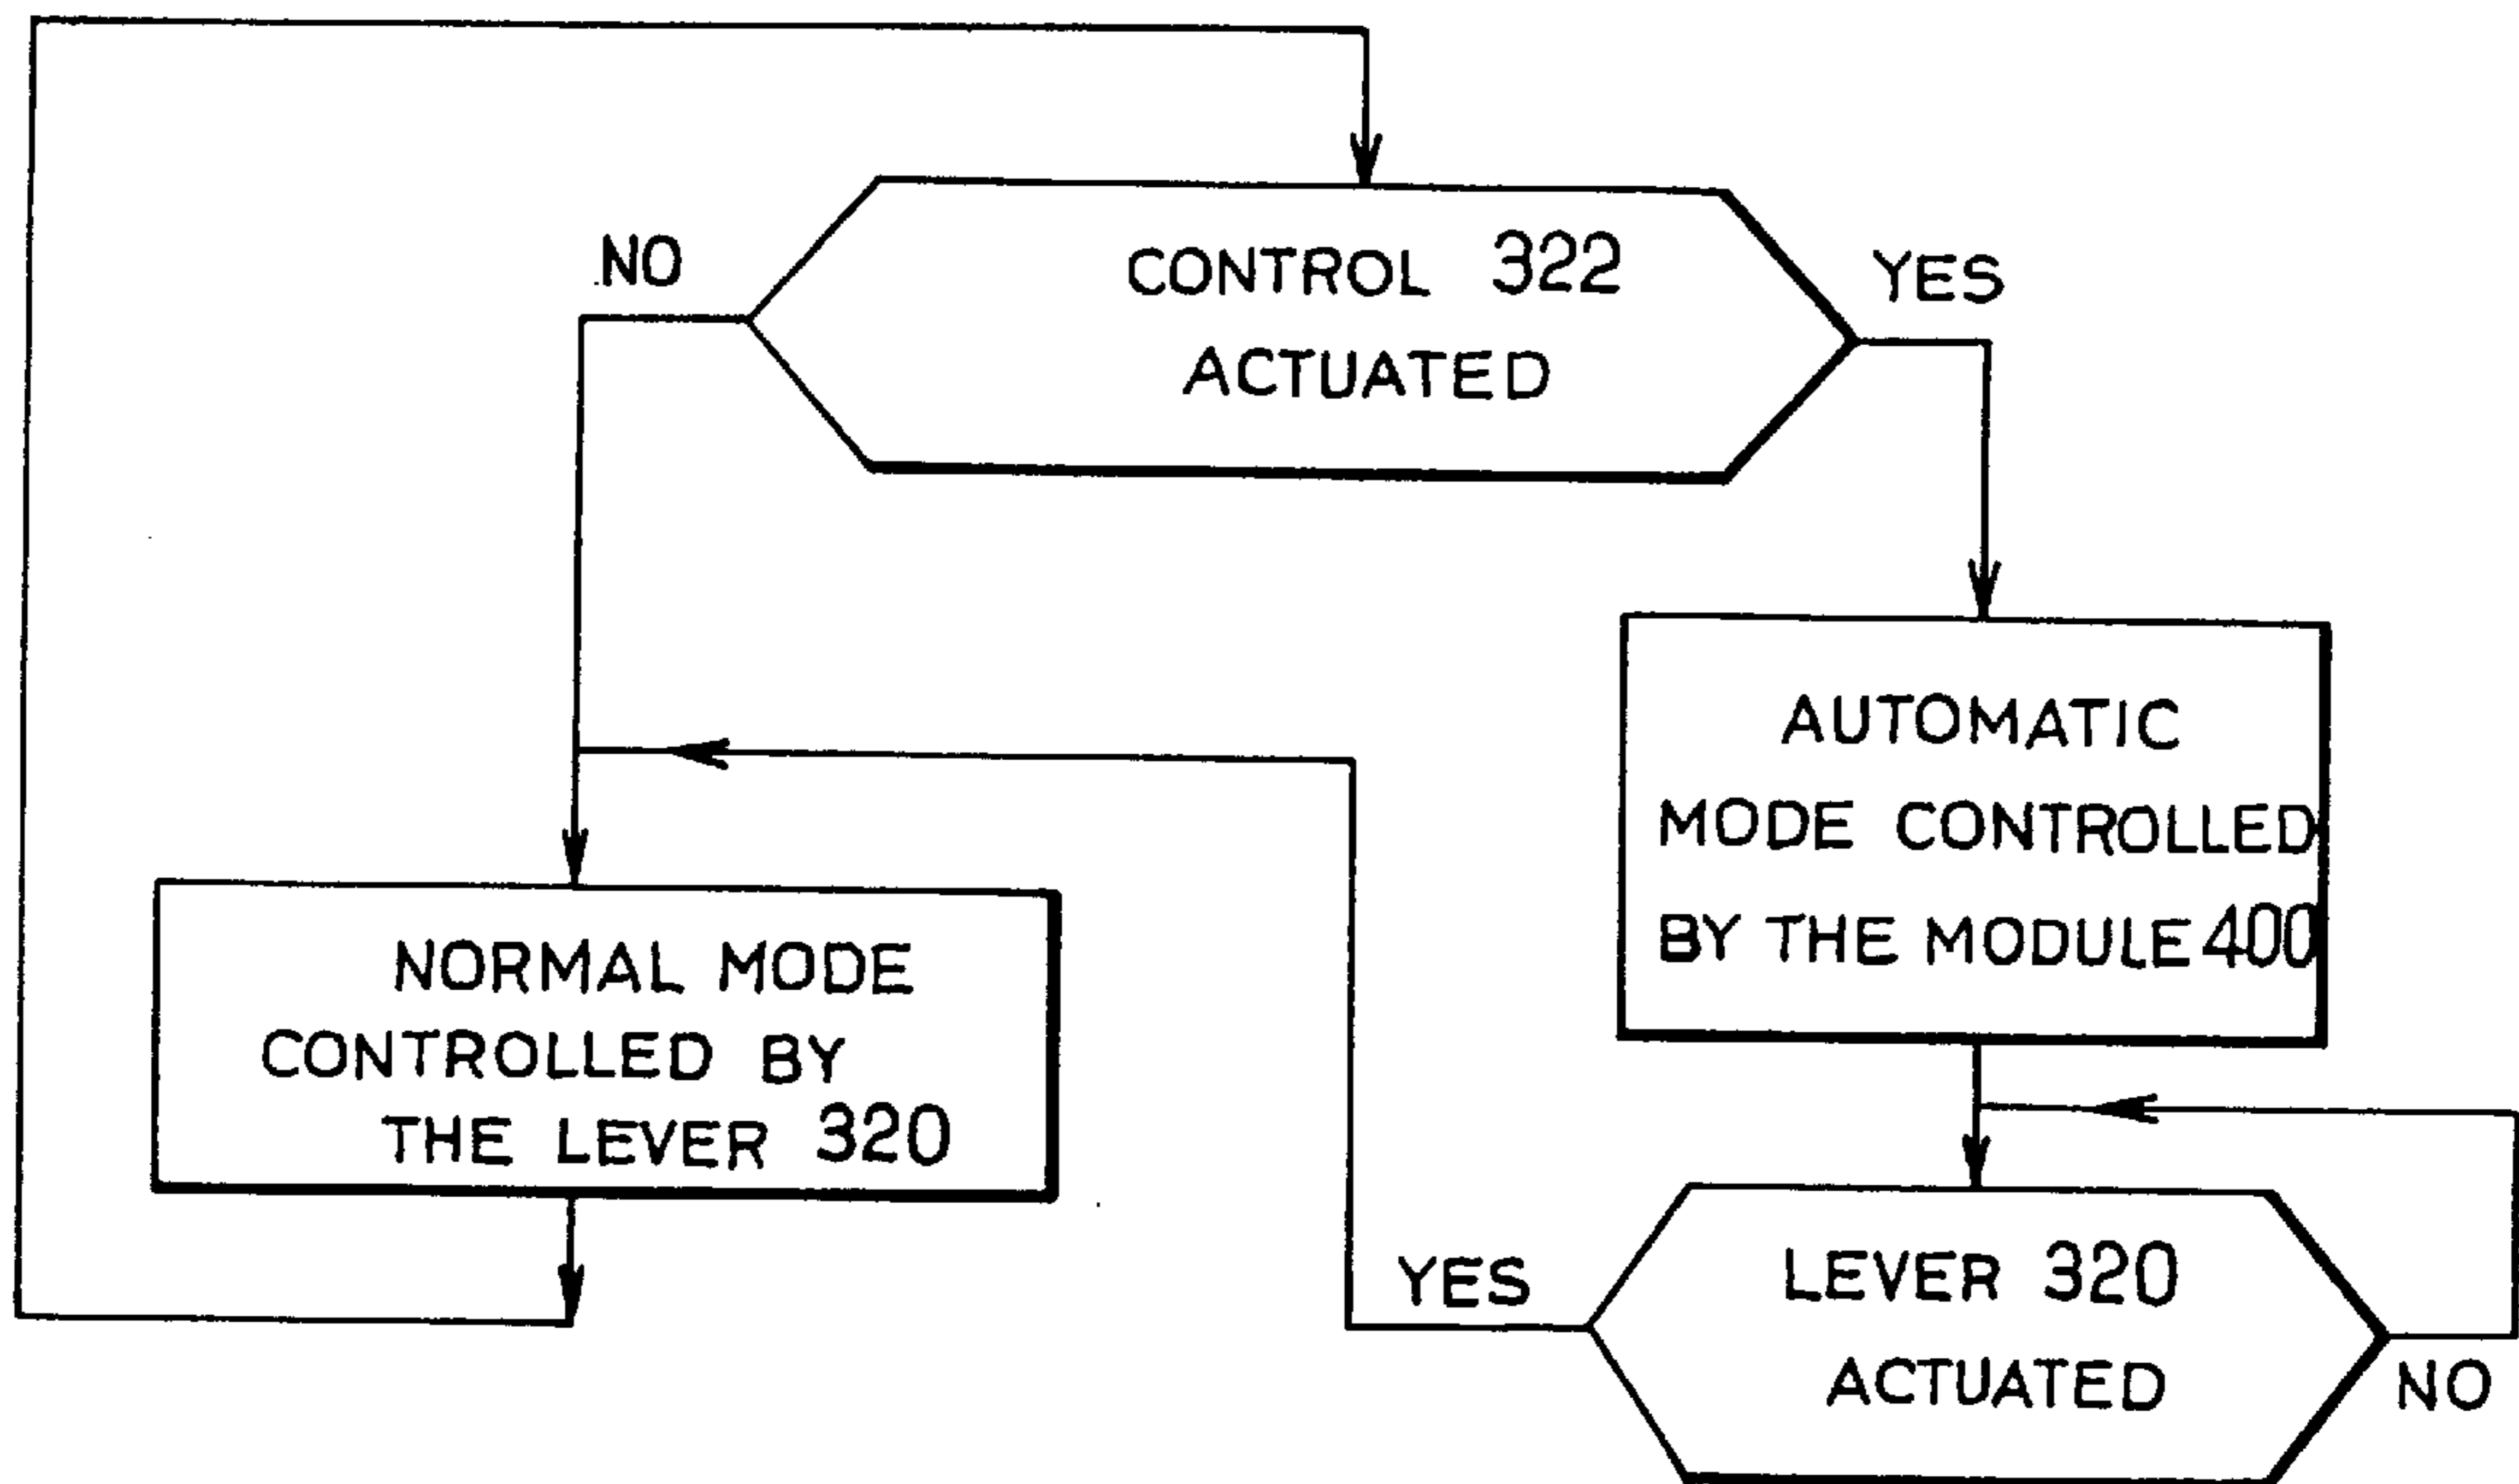 NO
CONTROL 322
ACTUATED
YES
AUTOMATIC
MODE CONTROLLED
BY THE MODULE 400
NORMAL MODE
CONTROLLED BY
THE LEVER 320
YES
LEVER 320
ACTUATED
NO